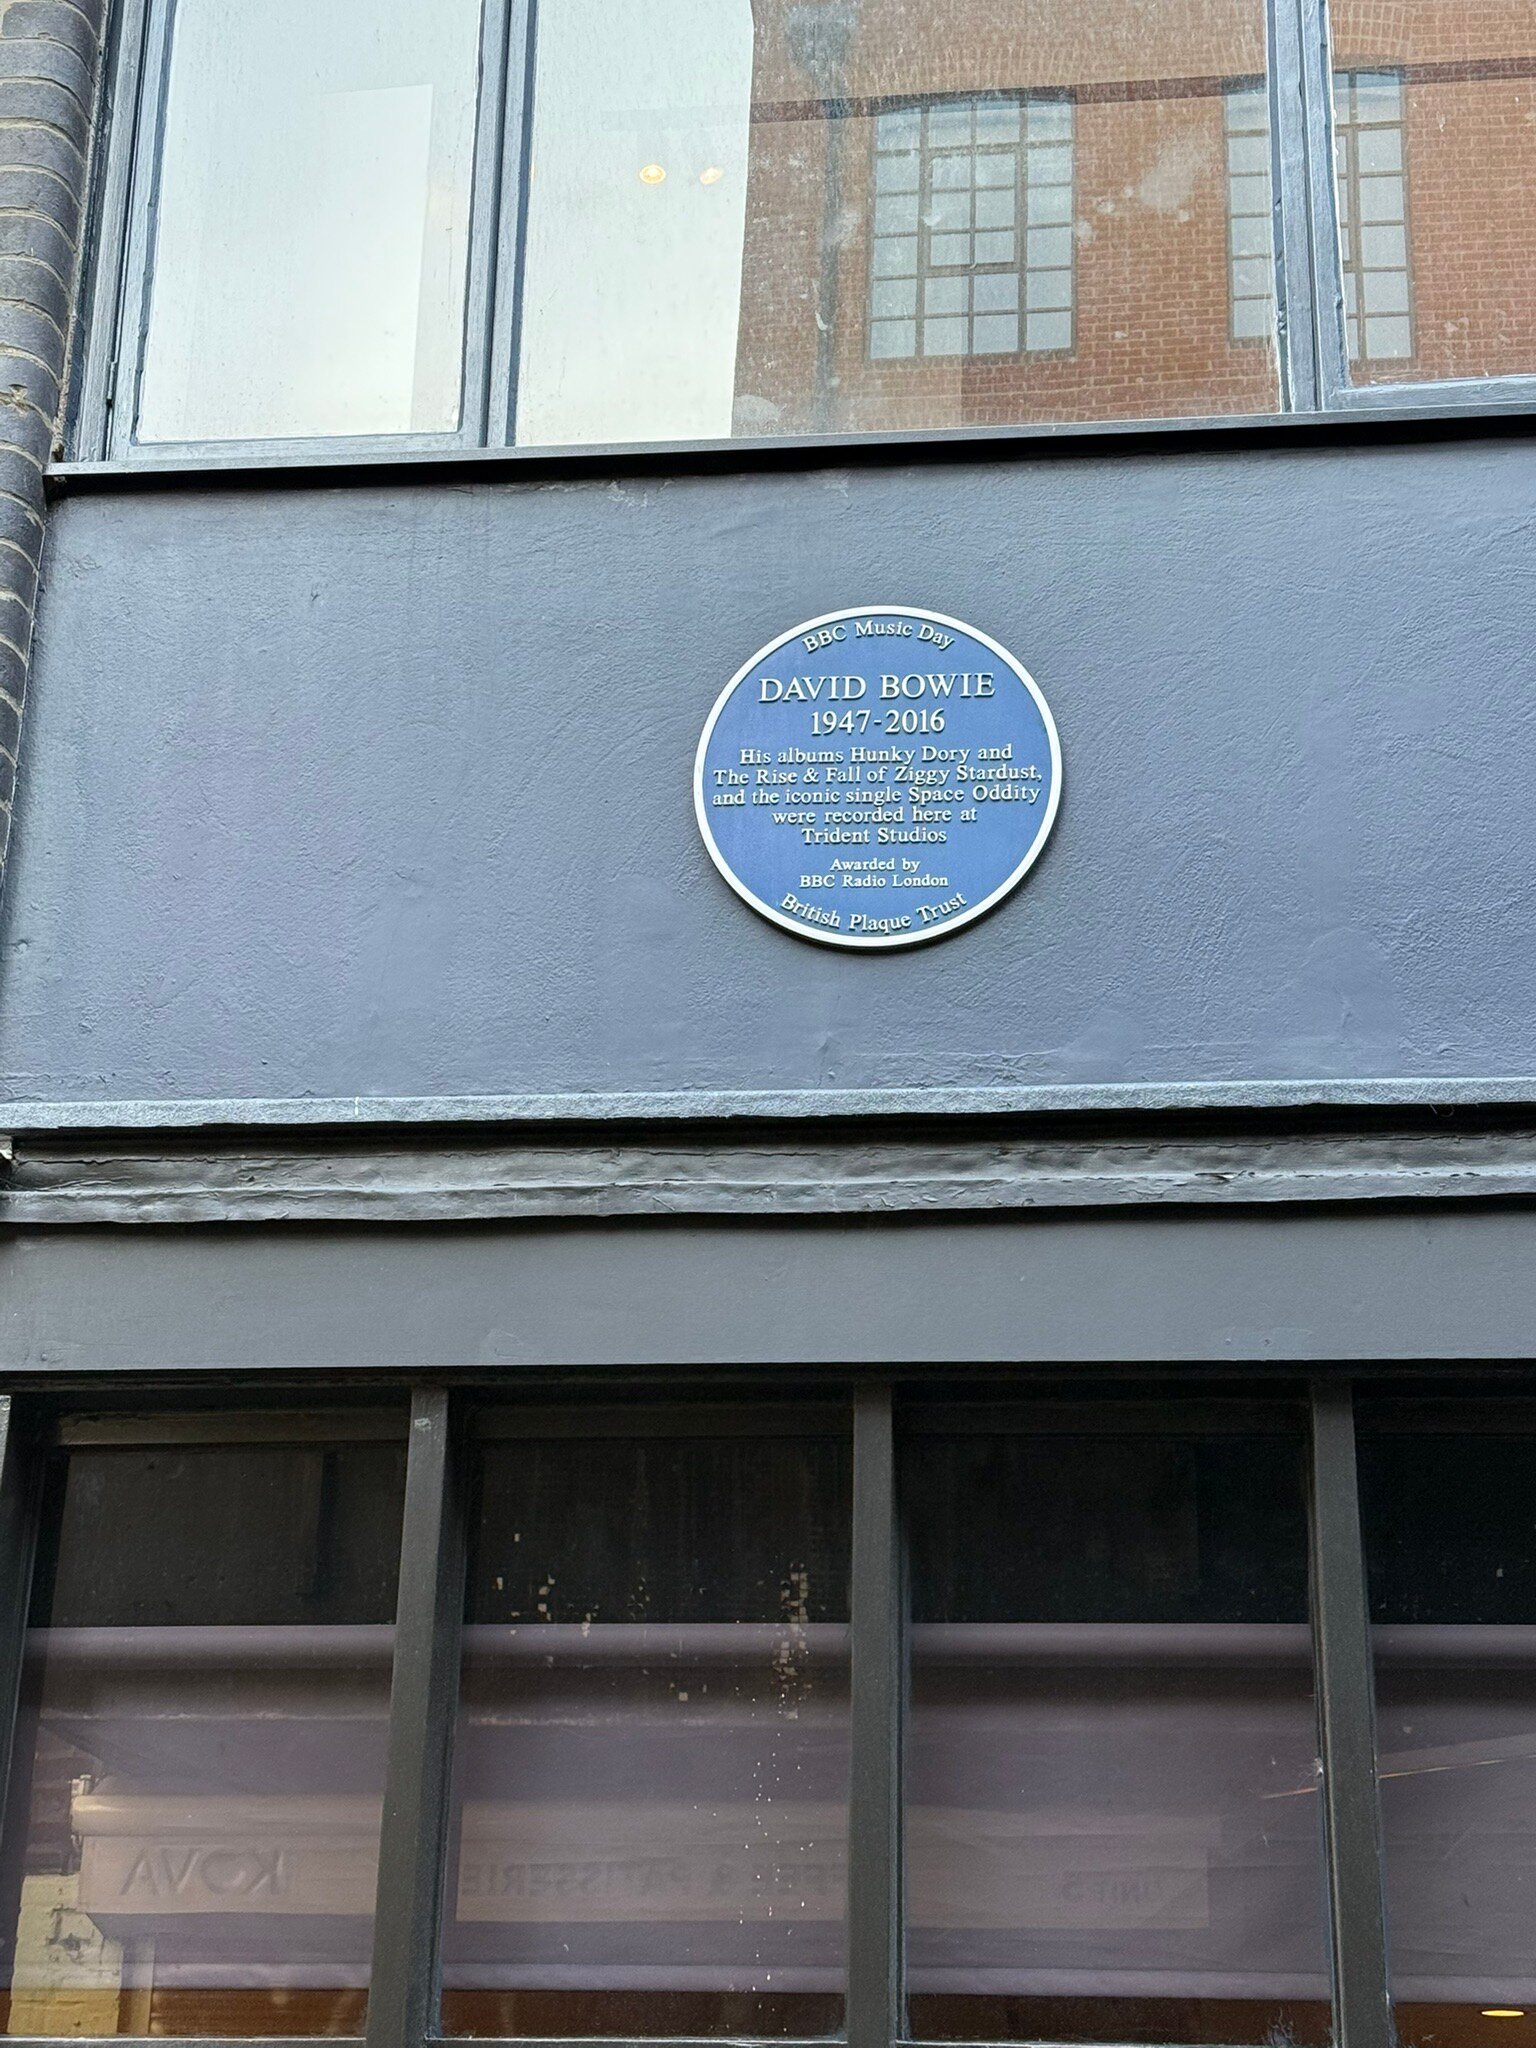 BBC Music Day
DAVID BOWIE
1947-2016
His albums Hunky Dory and
The Rise & Fall of Ziggy Stardust,
and the iconic single Space Oddity
were recorded here at
Trident Studios
Awarded by
BBC Radio London
British Plaque Trust
KOVA & PATISSERIE